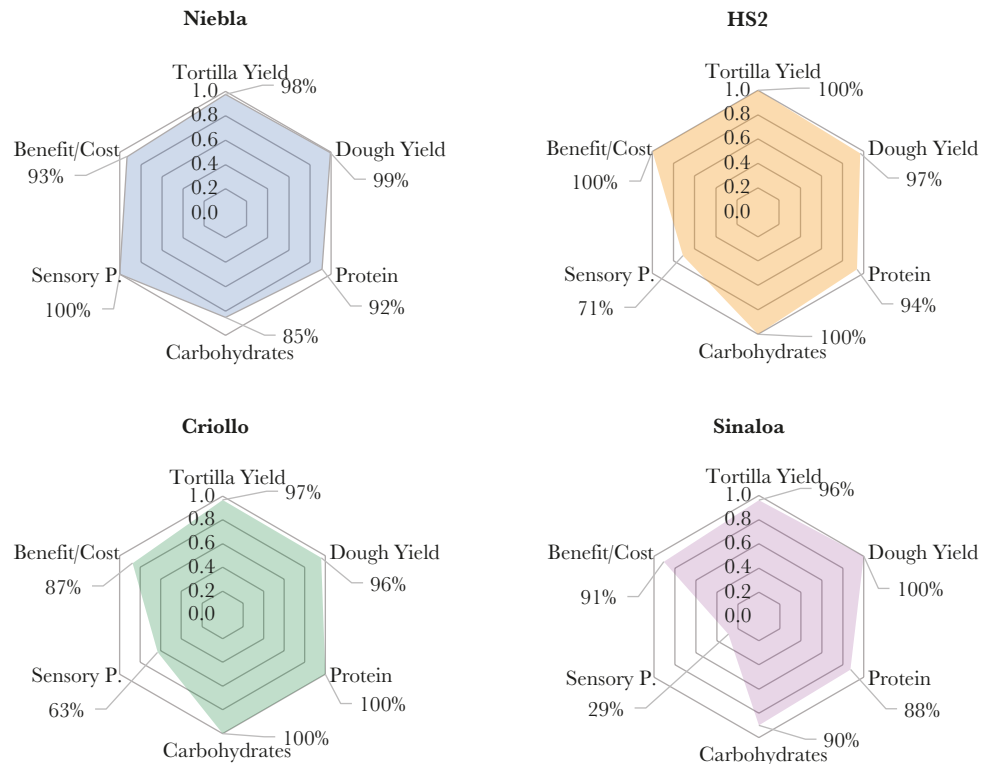 Niebla
Tortilla Yield
98%
1.0
0.8
0.6
0.4
0.2
0.0
Benefit/Cost
93%
Dough Yield
99%
Sensory P.
100%
Protein
92%
85%
Carbohydrates
HS2
Tortilla Yield
100%
1.0
0.8
0.6
0.4
0.2
0.0
Benefit/Cost
100%
Dough Yield
97%
Sensory P.
71%
Protein
94%
100%
Carbohydrates
Criollo
Tortilla Yield
97%
1.0
0.8
0.6
0.4
0.2
0.0
Benefit/Cost
87%
Dough Yield
96%
Sensory P.
63%
Protein
100%
100%
Carbohydrates
Sinaloa
Tortilla Yield
96%
1.0
0.8
0.6
0.4
0.2
0.0
Benefit/Cost
91%
Dough Yield
100%
Sensory P.
29%
Protein
88%
90%
Carbohydrates